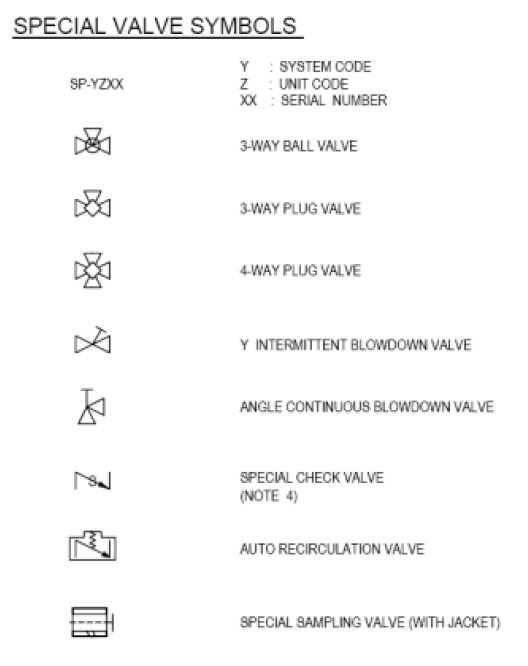 SPECIAL VALVE SYMBOLS
SP-YZXX
Y : SYSTEM CODE
Z : UNIT CODE
XX : SERIAL NUMBER
3-WAY BALL VALVE
3-WAY PLUG VALVE
4-WAY PLUG VALVE
Y INTERMITTENT BLOWDOWN VALVE
ANGLE CONTINUOUS BLOWDOWN VALVE
S
SPECIAL CHECK VALVE
(NOTE 4)
AUTO RECIRCULATION VALVE
SPECIAL SAMPLING VALVE (WITH JACKET)